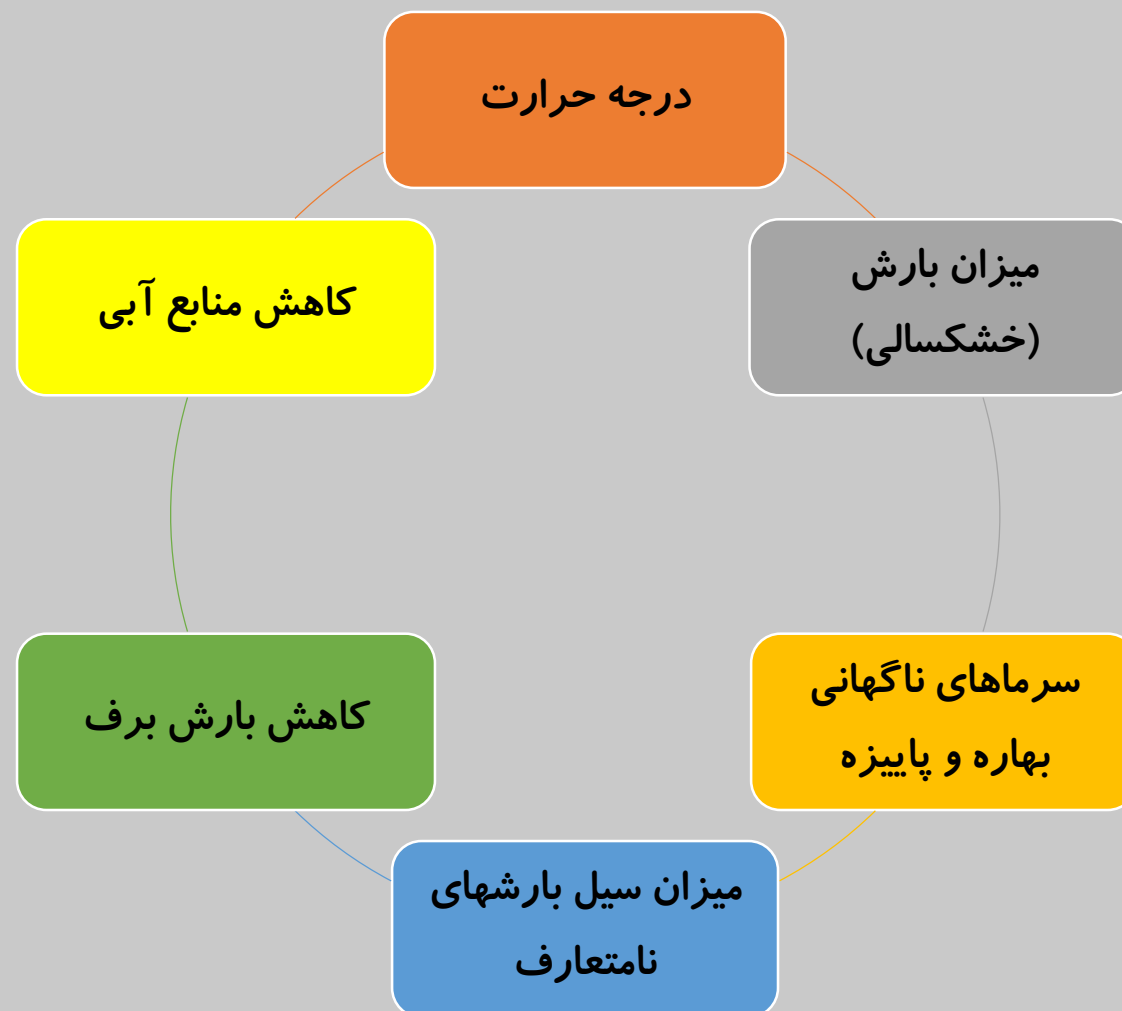 درجه حرارت
میزان بارش
(خشکسالی)
سرماهای ناگهانی
بهاره و پاییزه
میزان سیل بارشهای
نامتعارف
کاهش بارش برف
کاهش منابع آبی